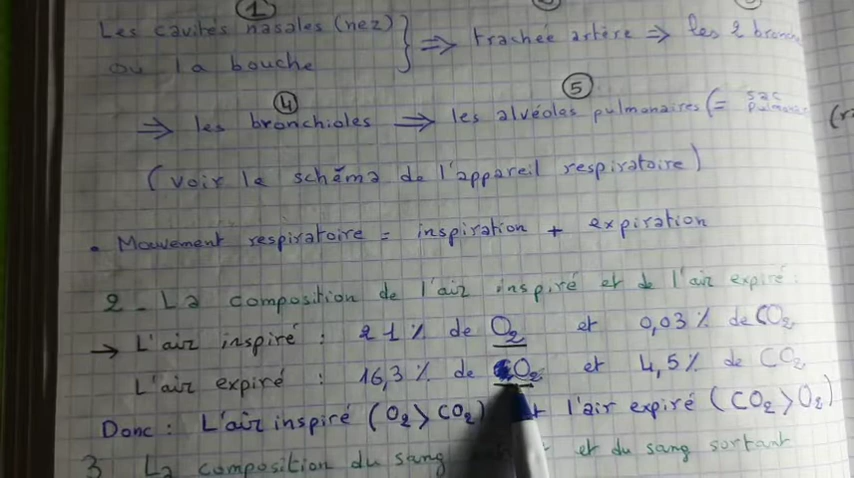 ①
Les cavités nasales (nez) } ⇒ trachée artère ⇒ les 2 bronche
ou la bouche
④ ⑤
⇒ les bronchioles ⇒ les alvéoles pulmonaires (= sac
(voir le schéma de l'appareil respiratoire)
• Mouvement respiratoire = inspiration + expiration
2 - La composition de l'air inspiré et de l'air expiré :
→ L'air inspiré : 21 % de O₂ et 0,03 % de CO₂
L'air expiré : 16,3 % de O₂ et 4,5 % de CO₂
Donc : L'air inspiré (O₂ > CO₂) l'air expiré (CO₂ > O₂)
3 La composition du sang et du sang sortant